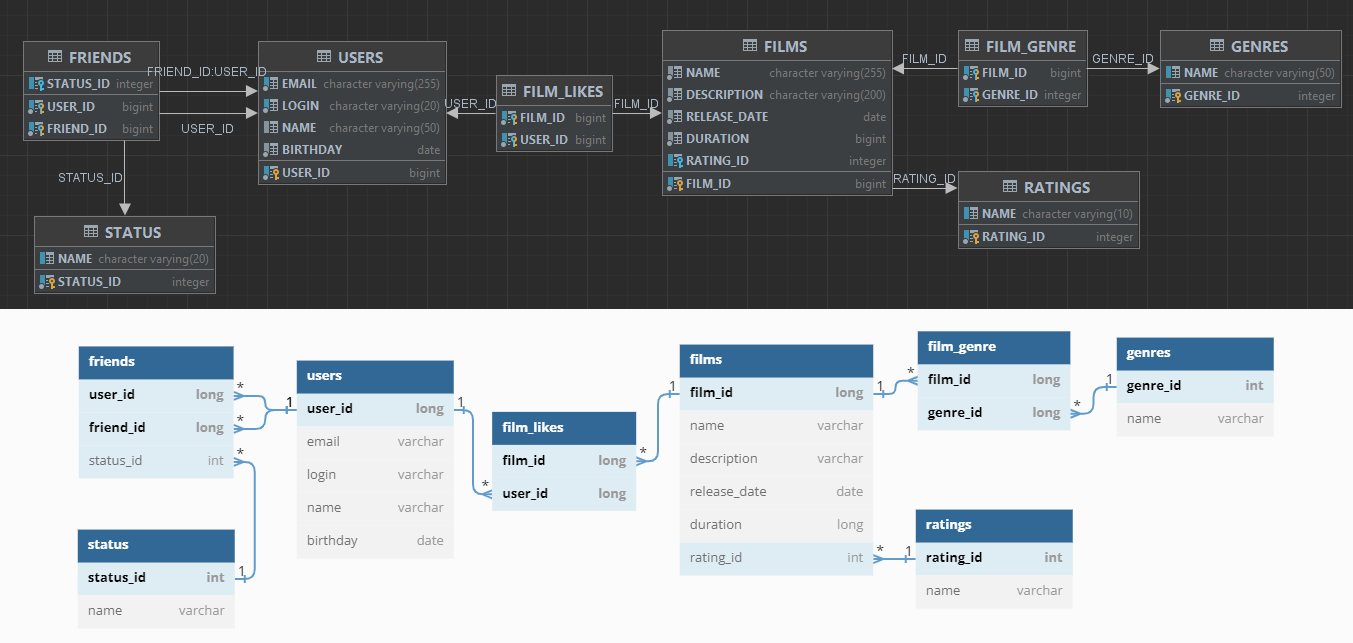 FRIENDS
STATUS_ID integer
USER_ID bigint
FRIEND_ID bigint
FRIEND_ID:USER_ID
USER_ID
STATUS_ID
STATUS
NAME character varying(20)
STATUS_ID integer
USERS
EMAIL character varying(255)
LOGIN character varying(20)
NAME character varying(50)
BIRTHDAY date
USER_ID bigint
USER_ID
FILM_LIKES
FILM_ID bigint
USER_ID bigint
FILM_ID
FILMS
NAME character varying(255)
DESCRIPTION character varying(200)
RELEASE_DATE date
DURATION bigint
RATING_ID integer
FILM_ID bigint
FILM_ID
FILM_GENRE
FILM_ID bigint
GENRE_ID integer
GENRE_ID
GENRES
NAME character varying(50)
GENRE_ID integer
RATING_ID
RATINGS
NAME character varying(10)
RATING_ID integer
friends
user_id long *
friend_id long *
status_id int *
1
status
status_id int 1
name varchar
users
user_id long 1
email varchar
login varchar
name varchar
birthday date
film_likes
film_id long *
* user_id long
films
1 film_id long 1
name varchar
description varchar
release_date date
duration long
rating_id int *
film_genre
* film_id long
genre_id long *
genres
1 genre_id int
name varchar
ratings
1 rating_id int
name varchar